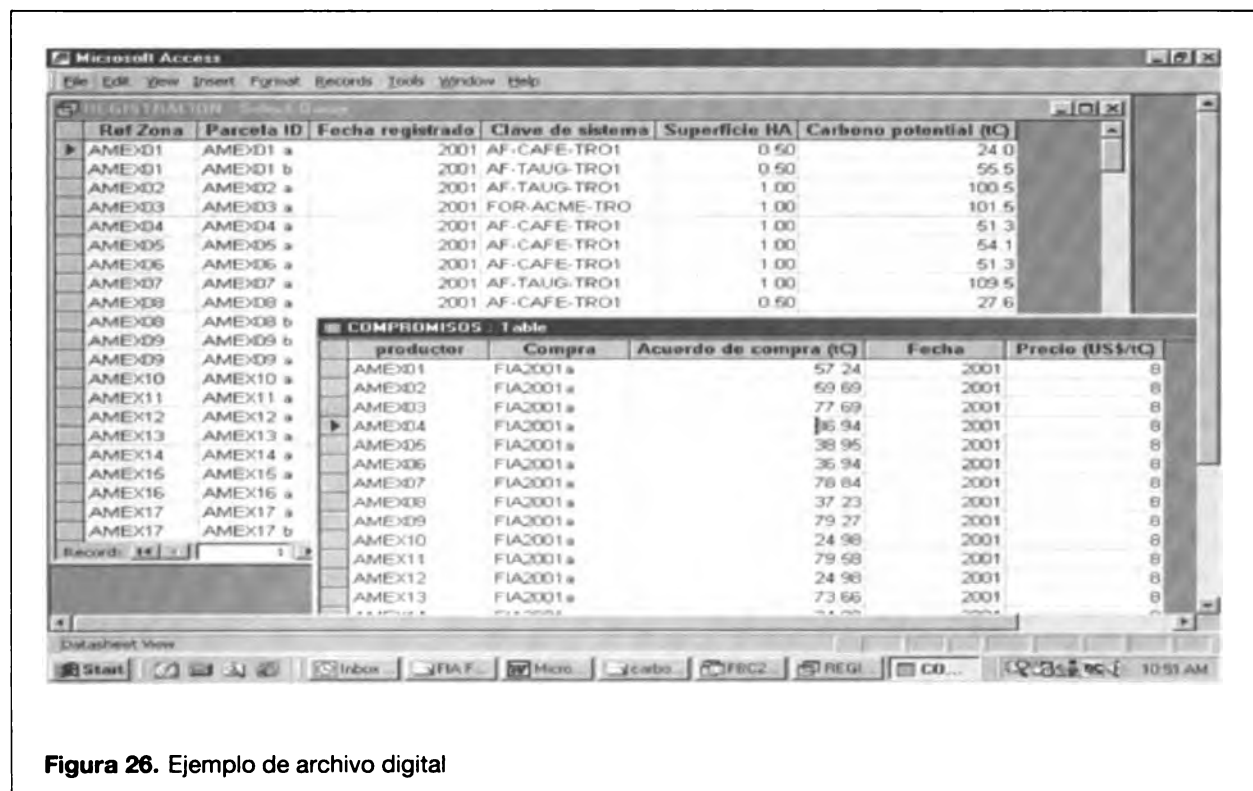 Microsoft Access
File Edit View Insert Format Records Tools Window Help
REGISTRACION : Select Query
Ref Zona Parcela ID Fecha registrado Clave de sistema Superficie HA Carbono potential (tC)
AMEX01 AMEX01 a 2001 AF-CAFE-TRO1 0.50 24.0
AMEX01 AMEX01 b 2001 AF-TAUG-TRO1 0.50 55.5
AMEX02 AMEX02 a 2001 AF-TAUG-TRO1 1.00 100.5
AMEX03 AMEX03 a 2001 FOR-ACME-TRO 1.00 101.5
AMEX04 AMEX04 a 2001 AF-CAFE-TRO1 1.00 51.3
AMEX05 AMEX05 a 2001 AF-CAFE-TRO1 1.00 54.1
AMEX06 AMEX06 a 2001 AF-CAFE-TRO1 1.00 51.3
AMEX07 AMEX07 a 2001 AF-TAUG-TRO1 1.00 109.5
AMEX08 AMEX08 a 2001 AF-CAFE-TRO1 0.50 27.6
AMEX08 AMEX08 b
AMEX09 AMEX09 b
AMEX09 AMEX09 a
AMEX10 AMEX10 a
AMEX11 AMEX11 a
AMEX12 AMEX12 a
AMEX13 AMEX13 a
AMEX14 AMEX14 a
AMEX15 AMEX15 a
AMEX16 AMEX16 a
AMEX17 AMEX17 a
AMEX17 AMEX17 b
Record: 1
COMPROMISOS : Table
productor Compra Acuerdo de compra (tC) Fecha Precio (US$/tC)
AMEX01 FIA2001a 57.24 2001 8
AMEX02 FIA2001a 59.69 2001 8
AMEX03 FIA2001a 77.69 2001 8
AMEX04 FIA2001a 36.94 2001 8
AMEX05 FIA2001a 38.95 2001 8
AMEX06 FIA2001a 36.94 2001 8
AMEX07 FIA2001a 78.84 2001 8
AMEX08 FIA2001a 37.23 2001 8
AMEX09 FIA2001a 79.27 2001 8
AMEX10 FIA2001a 24.98 2001 8
AMEX11 FIA2001a 79.58 2001 8
AMEX12 FIA2001a 24.98 2001 8
AMEX13 FIA2001a 73.66 2001 8
Datasheet View
Start Inbox... FIA F... Micro... carbo... FBC2... REGI... CO... 10:51 AM
Figura 26. Ejemplo de archivo digital